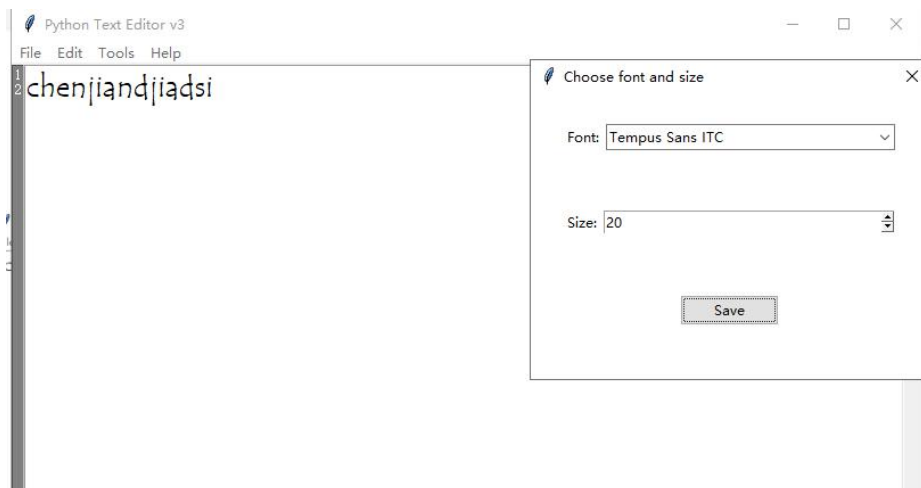 Python Text Editor v3
File Edit Tools Help
1
2
chenjiandjiadsi
Choose font and size
Font: Tempus Sans ITC
Size: 20
Save